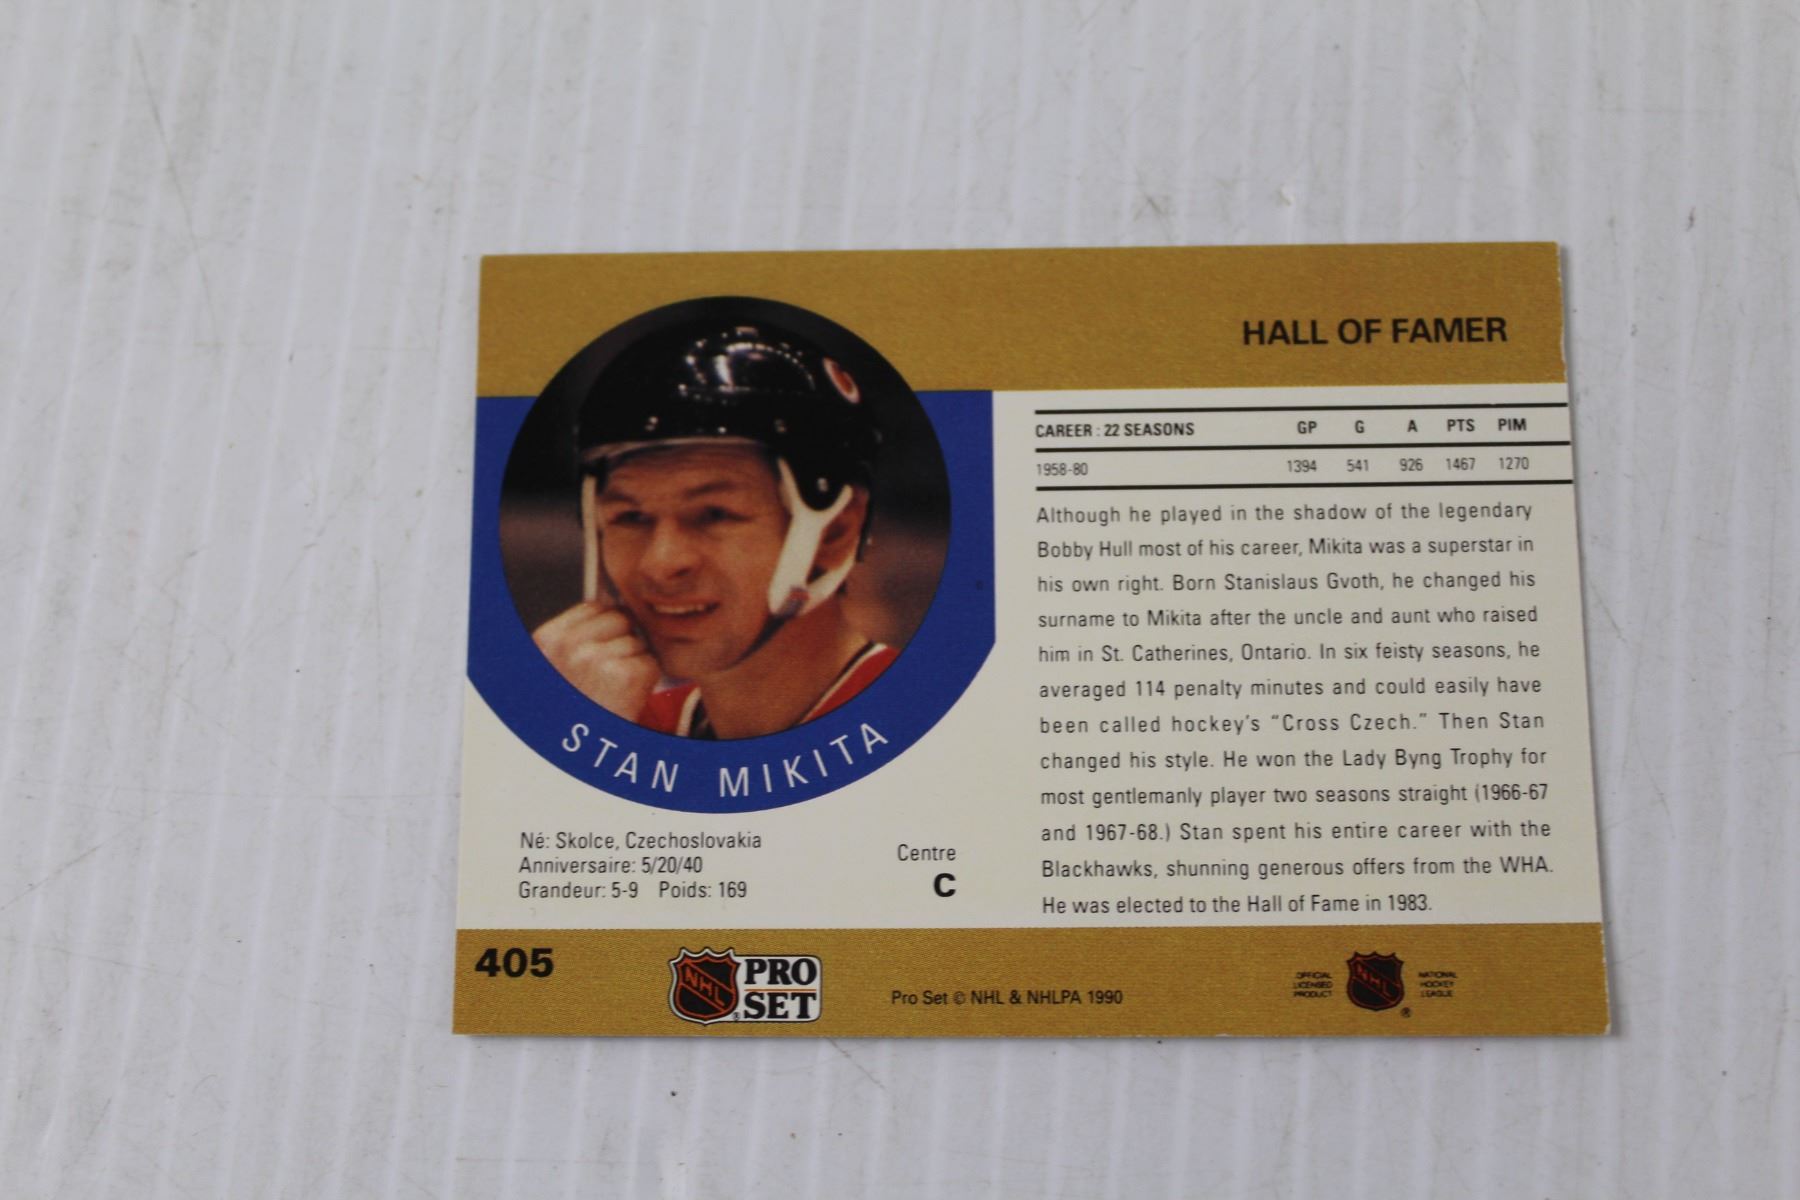 HALL OF FAMER
STAN MIKITA
Né: Skolce, Czechoslovakia
Anniversaire: 5/20/40
Grandeur: 5-9 Poids: 169
Centre
C
CAREER : 22 SEASONS GP G A PTS PIM
1958-80 1394 541 926 1467 1270
Although he played in the shadow of the legendary
Bobby Hull most of his career, Mikita was a superstar in
his own right. Born Stanislaus Gvoth, he changed his
surname to Mikita after the uncle and aunt who raised
him in St. Catherines, Ontario. In six feisty seasons, he
averaged 114 penalty minutes and could easily have
been called hockey's "Cross Czech." Then Stan
changed his style. He won the Lady Byng Trophy for
most gentlemanly player two seasons straight (1966-67
and 1967-68.) Stan spent his entire career with the
Blackhawks, shunning generous offers from the WHA.
He was elected to the Hall of Fame in 1983.
405
NHL
PRO
SET
®
Pro Set © NHL & NHLPA 1990
OFFICIAL
LICENSED
PRODUCT
NHL
®
NATIONAL
HOCKEY
LEAGUE